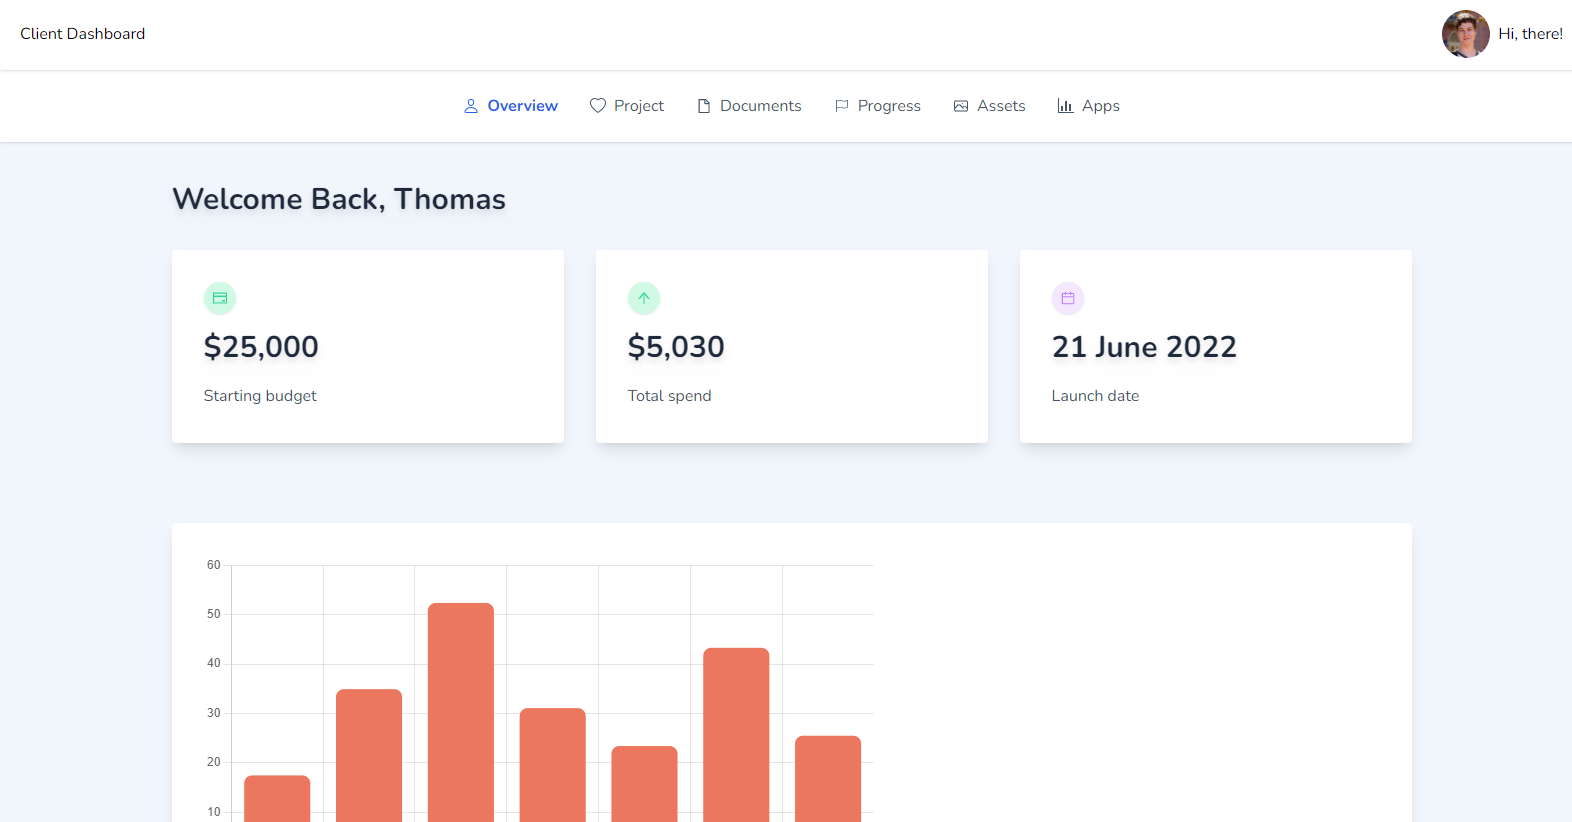 Client Dashboard
Hi, there!
Overview Project Documents Progress Assets Apps
Welcome Back, Thomas
$25,000
Starting budget
$5,030
Total spend
21 June 2022
Launch date
60
50
40
30
20
10